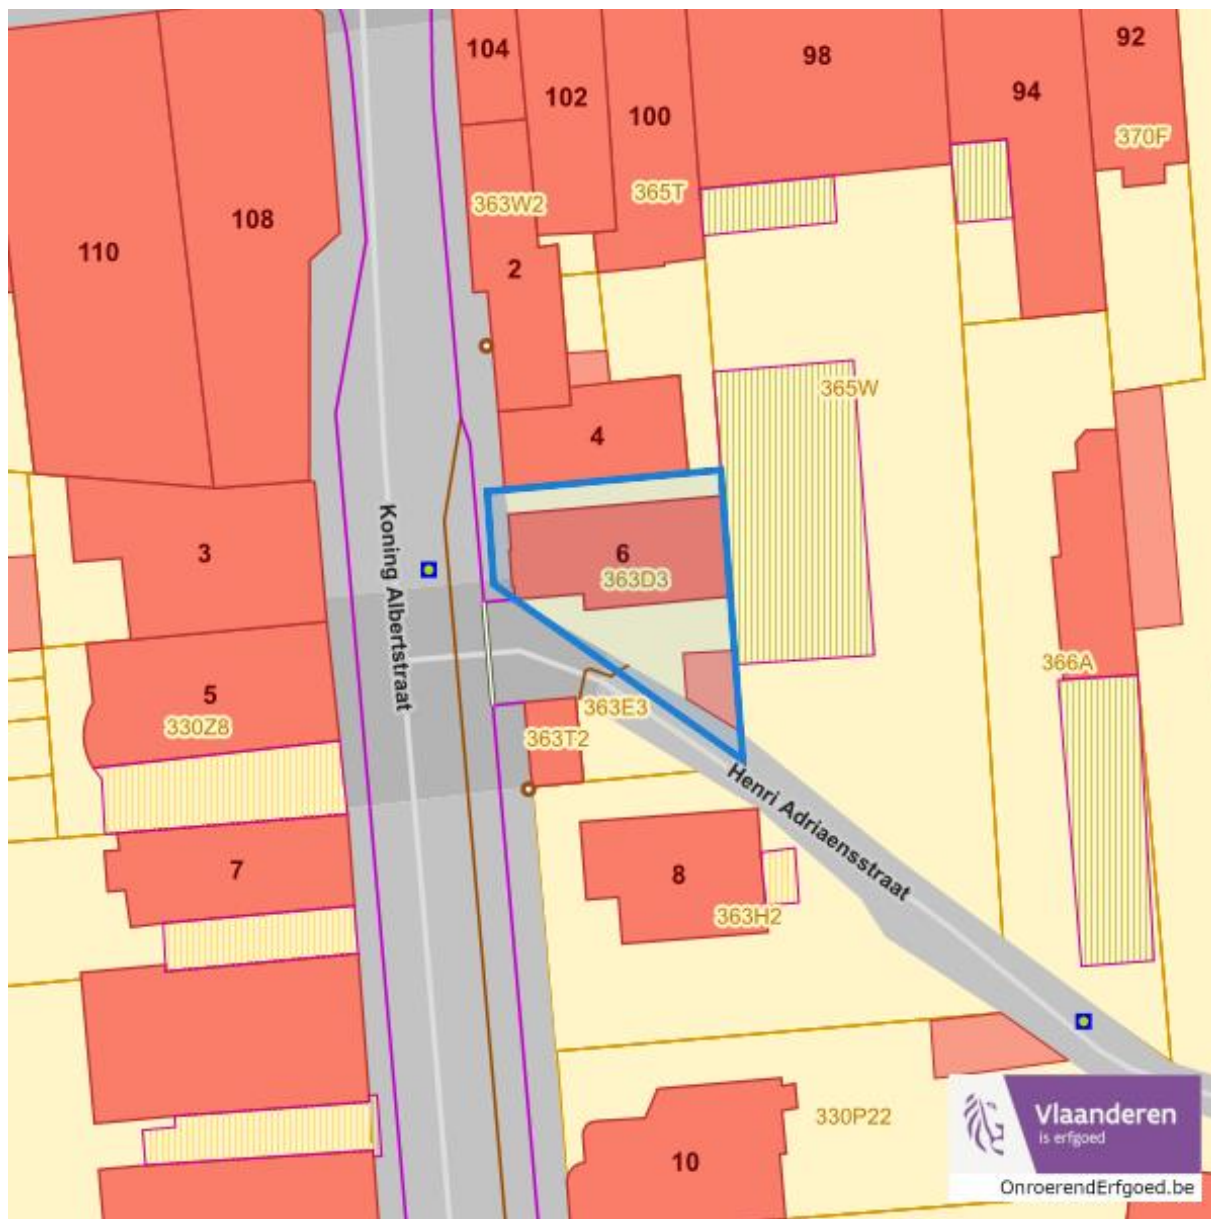 104
102
100
98
94
92
370F
365T
363W2
108
110
2
365W
4
3
Koning Albertstraat
6
363D3
366A
5
330Z8
363E3
363T2
Henri Adriaensstraat
7
8
363H2
330P22
10
Vlaanderen
is erfgoed
OnroerendErfgoed.be